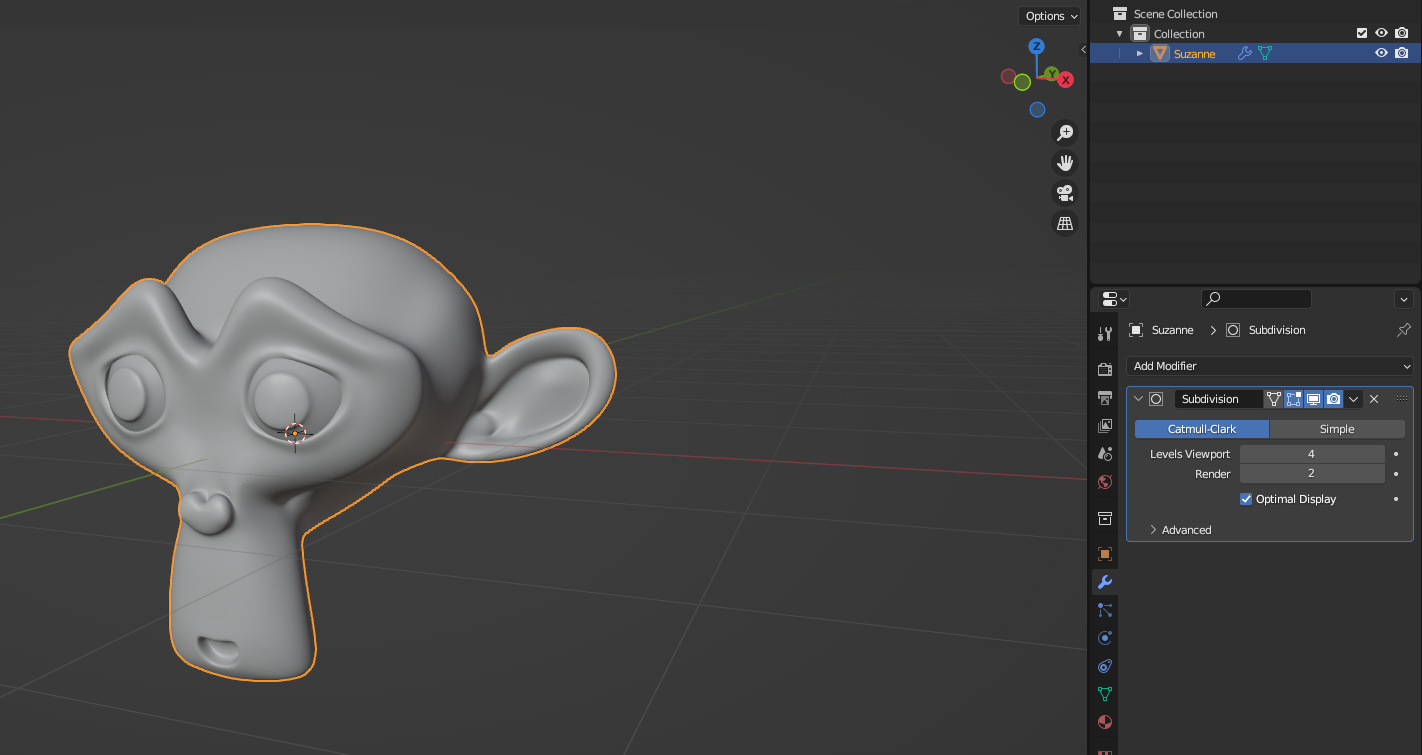 Options
Z
Y
X
Scene Collection
Collection
Suzanne
Suzanne > Subdivision
Add Modifier
Subdivision
Catmull-Clark Simple
Levels Viewport 4
Render 2
Optimal Display
Advanced